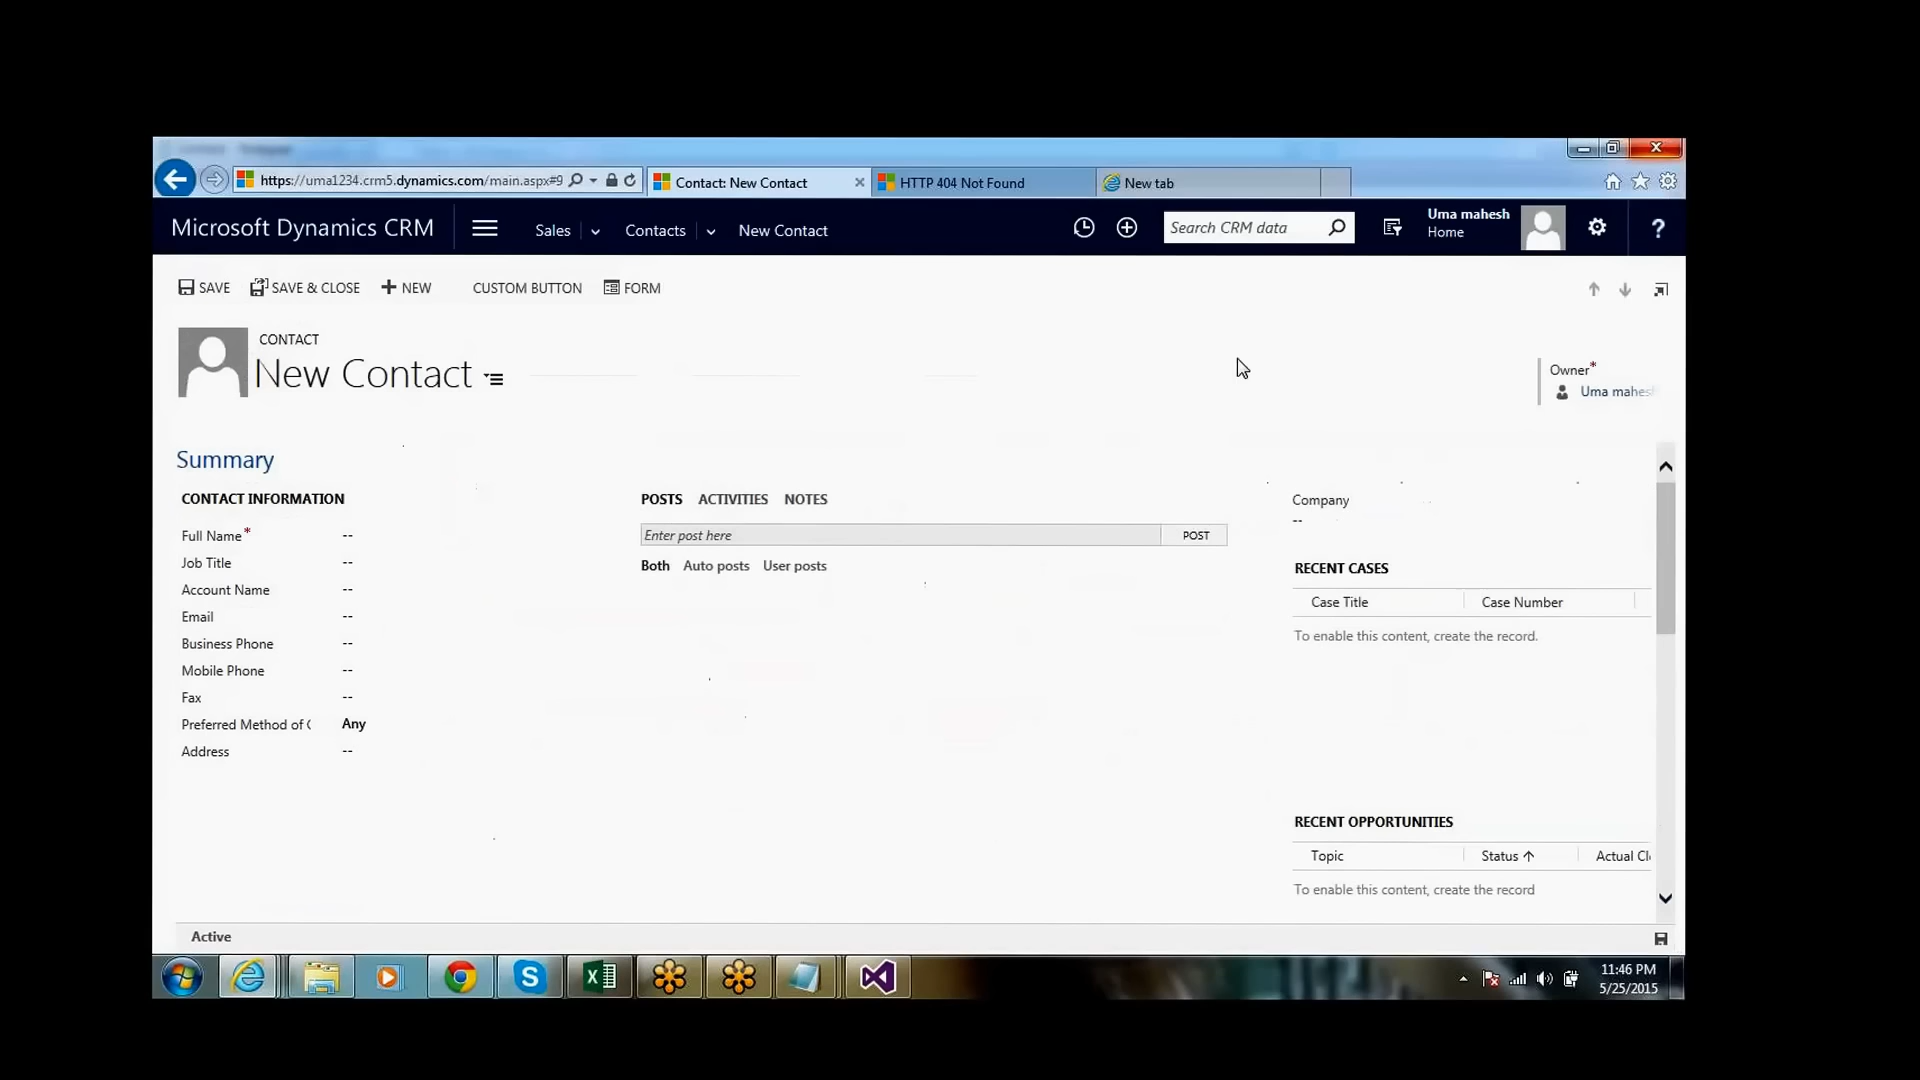 https://uma1234.crm5.dynamics.com/main.aspx#9
Contact: New Contact
HTTP 404 Not Found
New tab
Microsoft Dynamics CRM
Sales
Contacts
New Contact
Search CRM data
Uma mahesh
Home
?
SAVE
SAVE & CLOSE
NEW
CUSTOM BUTTON
FORM
CONTACT
New Contact
Owner*
Uma mahesh
Summary
CONTACT INFORMATION
Full Name* --
Job Title --
Account Name --
Email --
Business Phone --
Mobile Phone --
Fax --
Preferred Method of C Any
Address --
POSTS ACTIVITIES NOTES
Enter post here
POST
Both Auto posts User posts
Company
--
RECENT CASES
Case Title Case Number
To enable this content, create the record.
RECENT OPPORTUNITIES
Topic Status Actual Cl
To enable this content, create the record
Active
11:46 PM
5/25/2015